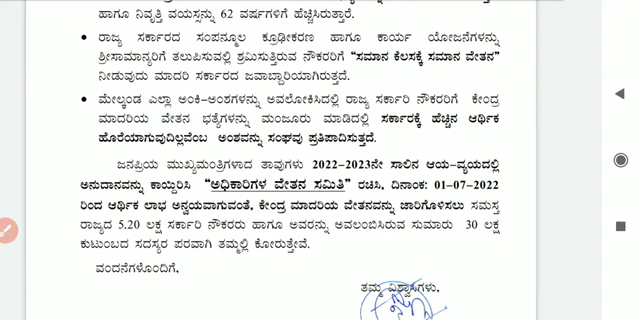 ಹಾಗೂ ನಿವೃತ್ತಿ ವಯಸ್ಸನ್ನು 62 ವರ್ಷಗಳಿಗೆ ಹೆಚ್ಚಿಸಿರುತ್ತಾರೆ.
• ರಾಜ್ಯ ಸರ್ಕಾರದ ಸಂಪನ್ಮೂಲ ಕ್ರೂಢೀಕರಣ ಹಾಗೂ ಕಾರ್ಯ ಯೋಜನೆಗಳನ್ನು
ಶ್ರೀಸಾಮಾನ್ಯರಿಗೆ ತಲುಪಿಸುವಲ್ಲಿ ಶ್ರಮಿಸುತ್ತಿರುವ ನೌಕರರಿಗೆ "ಸಮಾನ ಕೆಲಸಕ್ಕೆ ಸಮಾನ ವೇತನ"
ನೀಡುವುದು ಮಾದರಿ ಸರ್ಕಾರದ ಜವಾಬ್ದಾರಿಯಾಗಿರುತ್ತದೆ.
• ಮೇಲ್ಕಂಡ ಎಲ್ಲಾ ಅಂಕಿ-ಅಂಶಗಳನ್ನು ಅವಲೋಕಿಸಿದಲ್ಲಿ ರಾಜ್ಯ ಸರ್ಕಾರಿ ನೌಕರರಿಗೆ ಕೇಂದ್ರ
ಮಾದರಿಯ ವೇತನ ಭತ್ಯೆಗಳನ್ನು ಮಂಜೂರು ಮಾಡಿದಲ್ಲಿ ಸರ್ಕಾರಕ್ಕೆ ಹೆಚ್ಚಿನ ಆರ್ಥಿಕ
ಹೊರೆಯಾಗುವುದಿಲ್ಲವೆಂಬ ಅಂಶವನ್ನು ಸಂಘವು ಪ್ರತಿಪಾದಿಸುತ್ತದೆ.
ಜನಪ್ರಿಯ ಮುಖ್ಯಮಂತ್ರಿಗಳಾದ ತಾವುಗಳು 2022-2023ನೇ ಸಾಲಿನ ಆಯ-ವ್ಯಯದಲ್ಲಿ
ಅನುದಾನವನ್ನು ಕಾಯ್ದಿರಿಸಿ "ಅಧಿಕಾರಿಗಳ ವೇತನ ಸಮಿತಿ" ರಚಿಸಿ, ದಿನಾಂಕ: 01-07-2022
ರಿಂದ ಆರ್ಥಿಕ ಲಾಭ ಅನ್ವಯವಾಗುವಂತೆ, ಕೇಂದ್ರ ಮಾದರಿಯ ವೇತನವನ್ನು ಜಾರಿಗೊಳಿಸಲು ಸಮಸ್ತ
ರಾಜ್ಯದ 5.20 ಲಕ್ಷ ಸರ್ಕಾರಿ ನೌಕರರು ಹಾಗೂ ಅವರನ್ನು ಅವಲಂಬಿಸಿರುವ ಸುಮಾರು 30 ಲಕ್ಷ
ಕುಟುಂಬದ ಸದಸ್ಯರ ಪರವಾಗಿ ತಮ್ಮಲ್ಲಿ ಕೋರುತ್ತೇವೆ.
ವಂದನೆಗಳೊಂದಿಗೆ,
ತಮ್ಮ ವಿಶ್ವಾಸಿಗಳು,